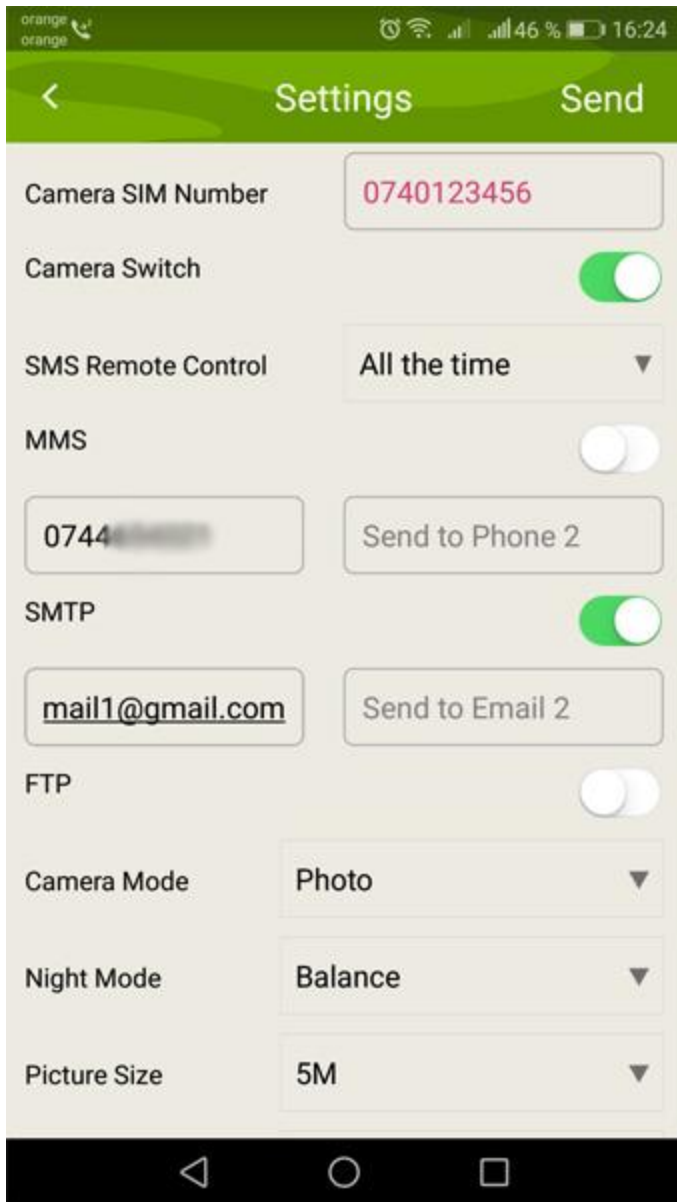 orange
orange
46 % 16:24
Settings Send
Camera SIM Number 0740123456
Camera Switch
SMS Remote Control All the time
MMS
0744 Send to Phone 2
SMTP
mail1@gmail.com Send to Email 2
FTP
Camera Mode Photo
Night Mode Balance
Picture Size 5M